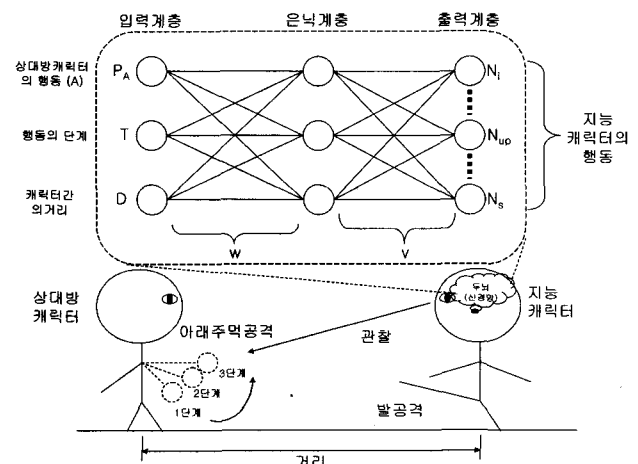 입력계층 은닉계층 출력계층
상대방캐릭터
의 행동 (A)
P_A
N_i
행동의 단계
T
N_up
지능
캐릭터의
행동
캐릭터간
의거리
D
N_s
W
V
상대방
캐릭터
두뇌
(신경망)
지능
캐릭터
아래주먹공격
관찰
3단계
2단계
1단계
발공격
거리